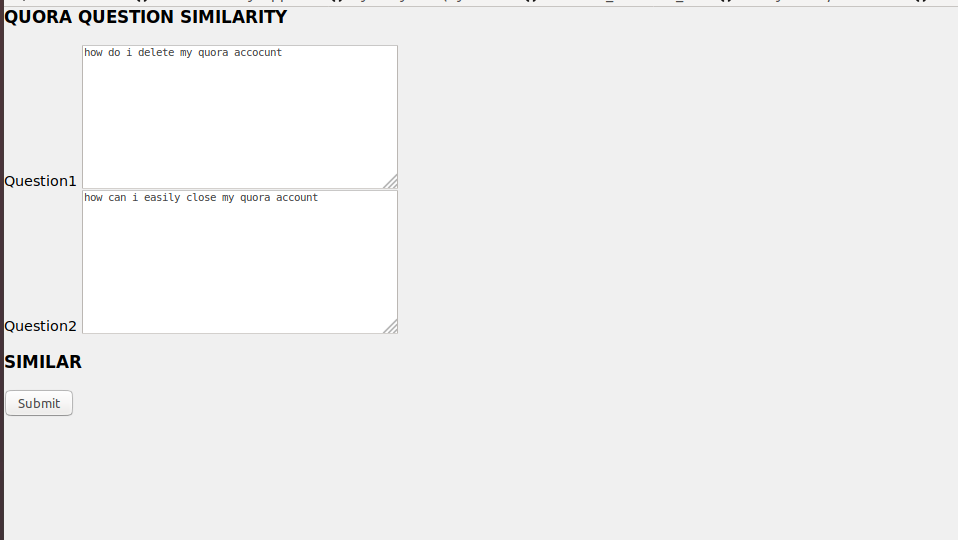 QUORA QUESTION SIMILARITY
how do i delete my quora accocunt
Question1
how can i easily close my quora account
Question2
SIMILAR
Submit